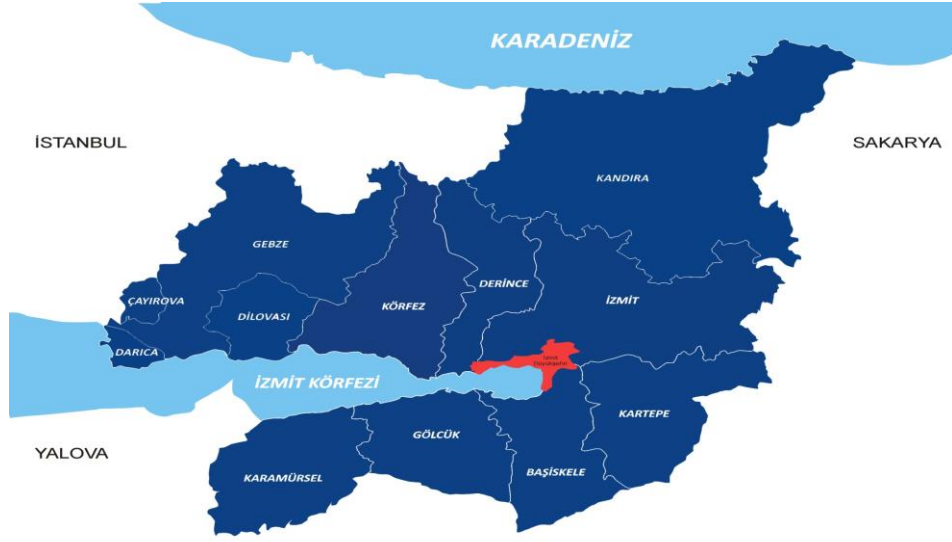 KARADENİZ
İSTANBUL
SAKARYA
KANDIRA
GEBZE
DERİNCE
ÇAYIROVA
KÖRFEZ
İZMİT
DİLOVASI
DARICA
İZMİT KÖRFEZİ
KARTEPE
GÖLCÜK
YALOVA
KARAMÜRSEL
BAŞİSKELE